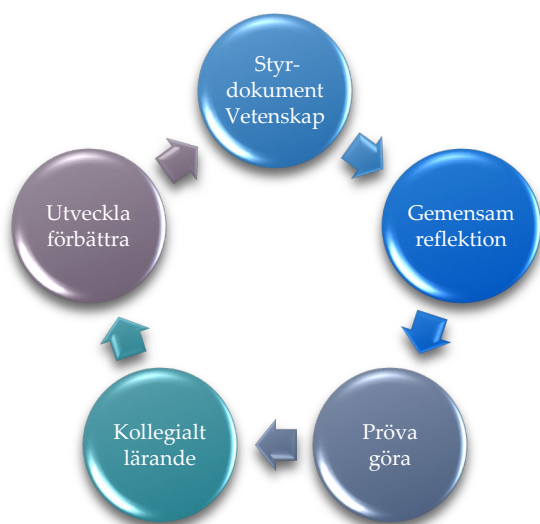 Styr-
dokument
Vetenskap
Gemensam
reflektion
Pröva
göra
Kollegialt
lärande
Utveckla
förbättra